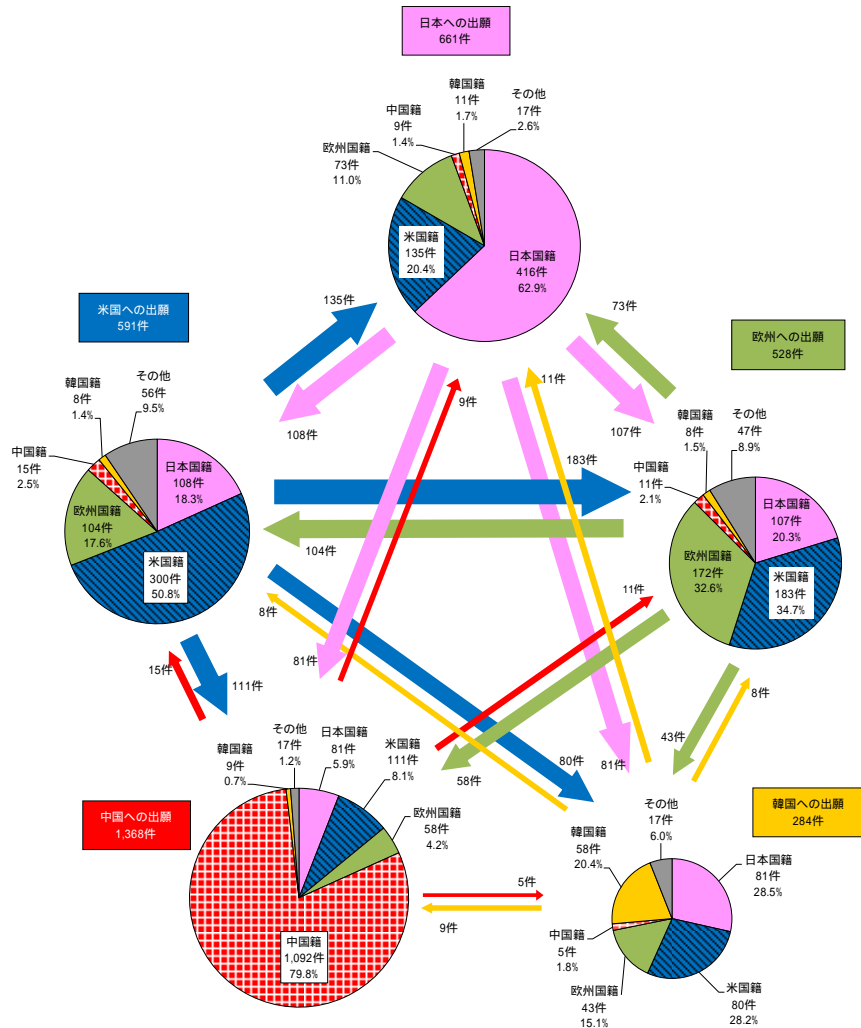 日本への出願
661件
韓国籍
11件
1.7%
その他
17件
2.6%
中国籍
9件
1.4%
欧州国籍
73件
11.0%
米国籍
135件
20.4%
日本国籍
416件
62.9%
米国への出願
591件
135件
73件
欧州への出願
528件
108件
9件
11件
107件
韓国籍
8件
1.4%
その他
56件
9.5%
中国籍
15件
2.5%
日本国籍
108件
18.3%
欧州国籍
104件
17.6%
米国籍
300件
50.8%
183件
104件
韓国籍
8件
1.5%
その他
47件
8.9%
中国籍
11件
2.1%
日本国籍
107件
20.3%
欧州国籍
172件
32.6%
米国籍
183件
34.7%
8件
11件
15件
111件
81件
8件
43件
58件
80件
81件
中国への出願
1,368件
韓国籍
9件
0.7%
その他
17件
1.2%
日本国籍
81件
5.9%
米国籍
111件
8.1%
欧州国籍
58件
4.2%
中国籍
1,092件
79.8%
5件
9件
韓国への出願
284件
その他
17件
6.0%
韓国籍
58件
20.4%
日本国籍
81件
28.5%
中国籍
5件
1.8%
欧州国籍
43件
15.1%
米国籍
80件
28.2%